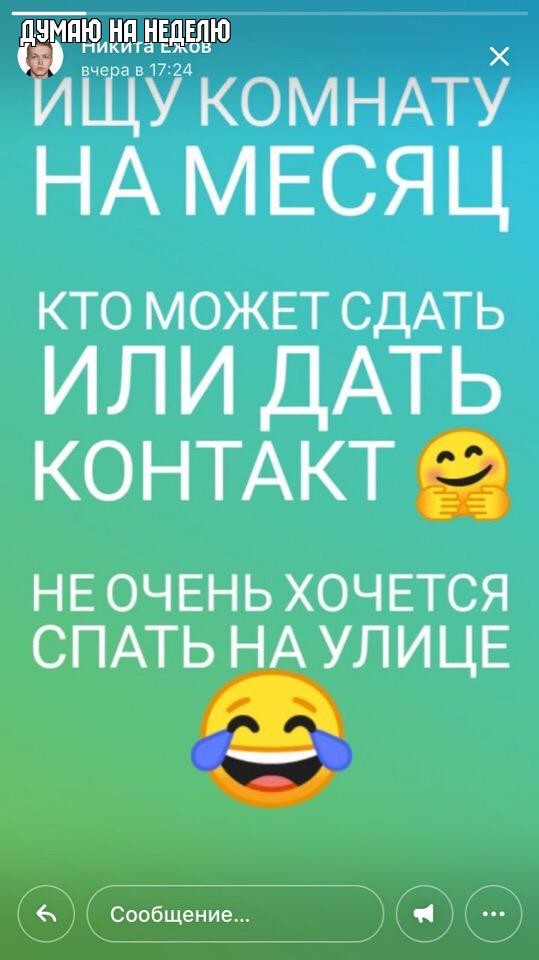 ДУМАЮ НА НЕДЕЛЮ
Никита Ежов
вчера в 17:24
ИЩУ КОМНАТУ
НА МЕСЯЦ
КТО МОЖЕТ СДАТЬ
ИЛИ ДАТЬ
КОНТАКТ 🤗
НЕ ОЧЕНЬ ХОЧЕТСЯ
СПАТЬ НА УЛИЦЕ
😂
Сообщение...